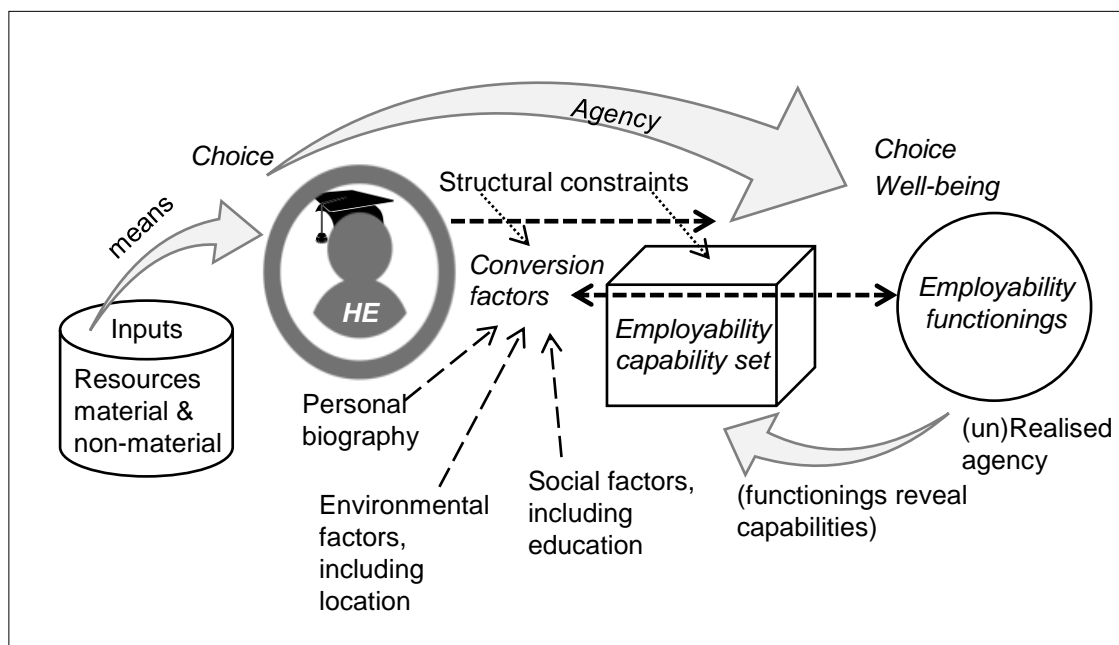 Agency
Choice
means
Structural constraints
Choice
Well-being
HE
Conversion
factors
Inputs
Resources
material &
non-material
Employability
capability set
Employability
functionings
Personal
biography
Environmental
factors,
including
location
Social factors,
including
education
(un)Realised
agency
(functionings reveal
capabilities)